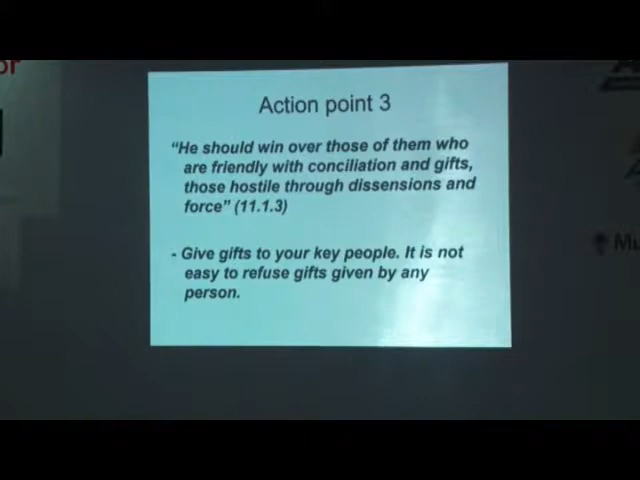 or
Action point 3
“He should win over those of them who
are friendly with conciliation and gifts,
those hostile through dissensions and
force” (11.1.3)
- Give gifts to your key people. It is not
easy to refuse gifts given by any
person.
Mu